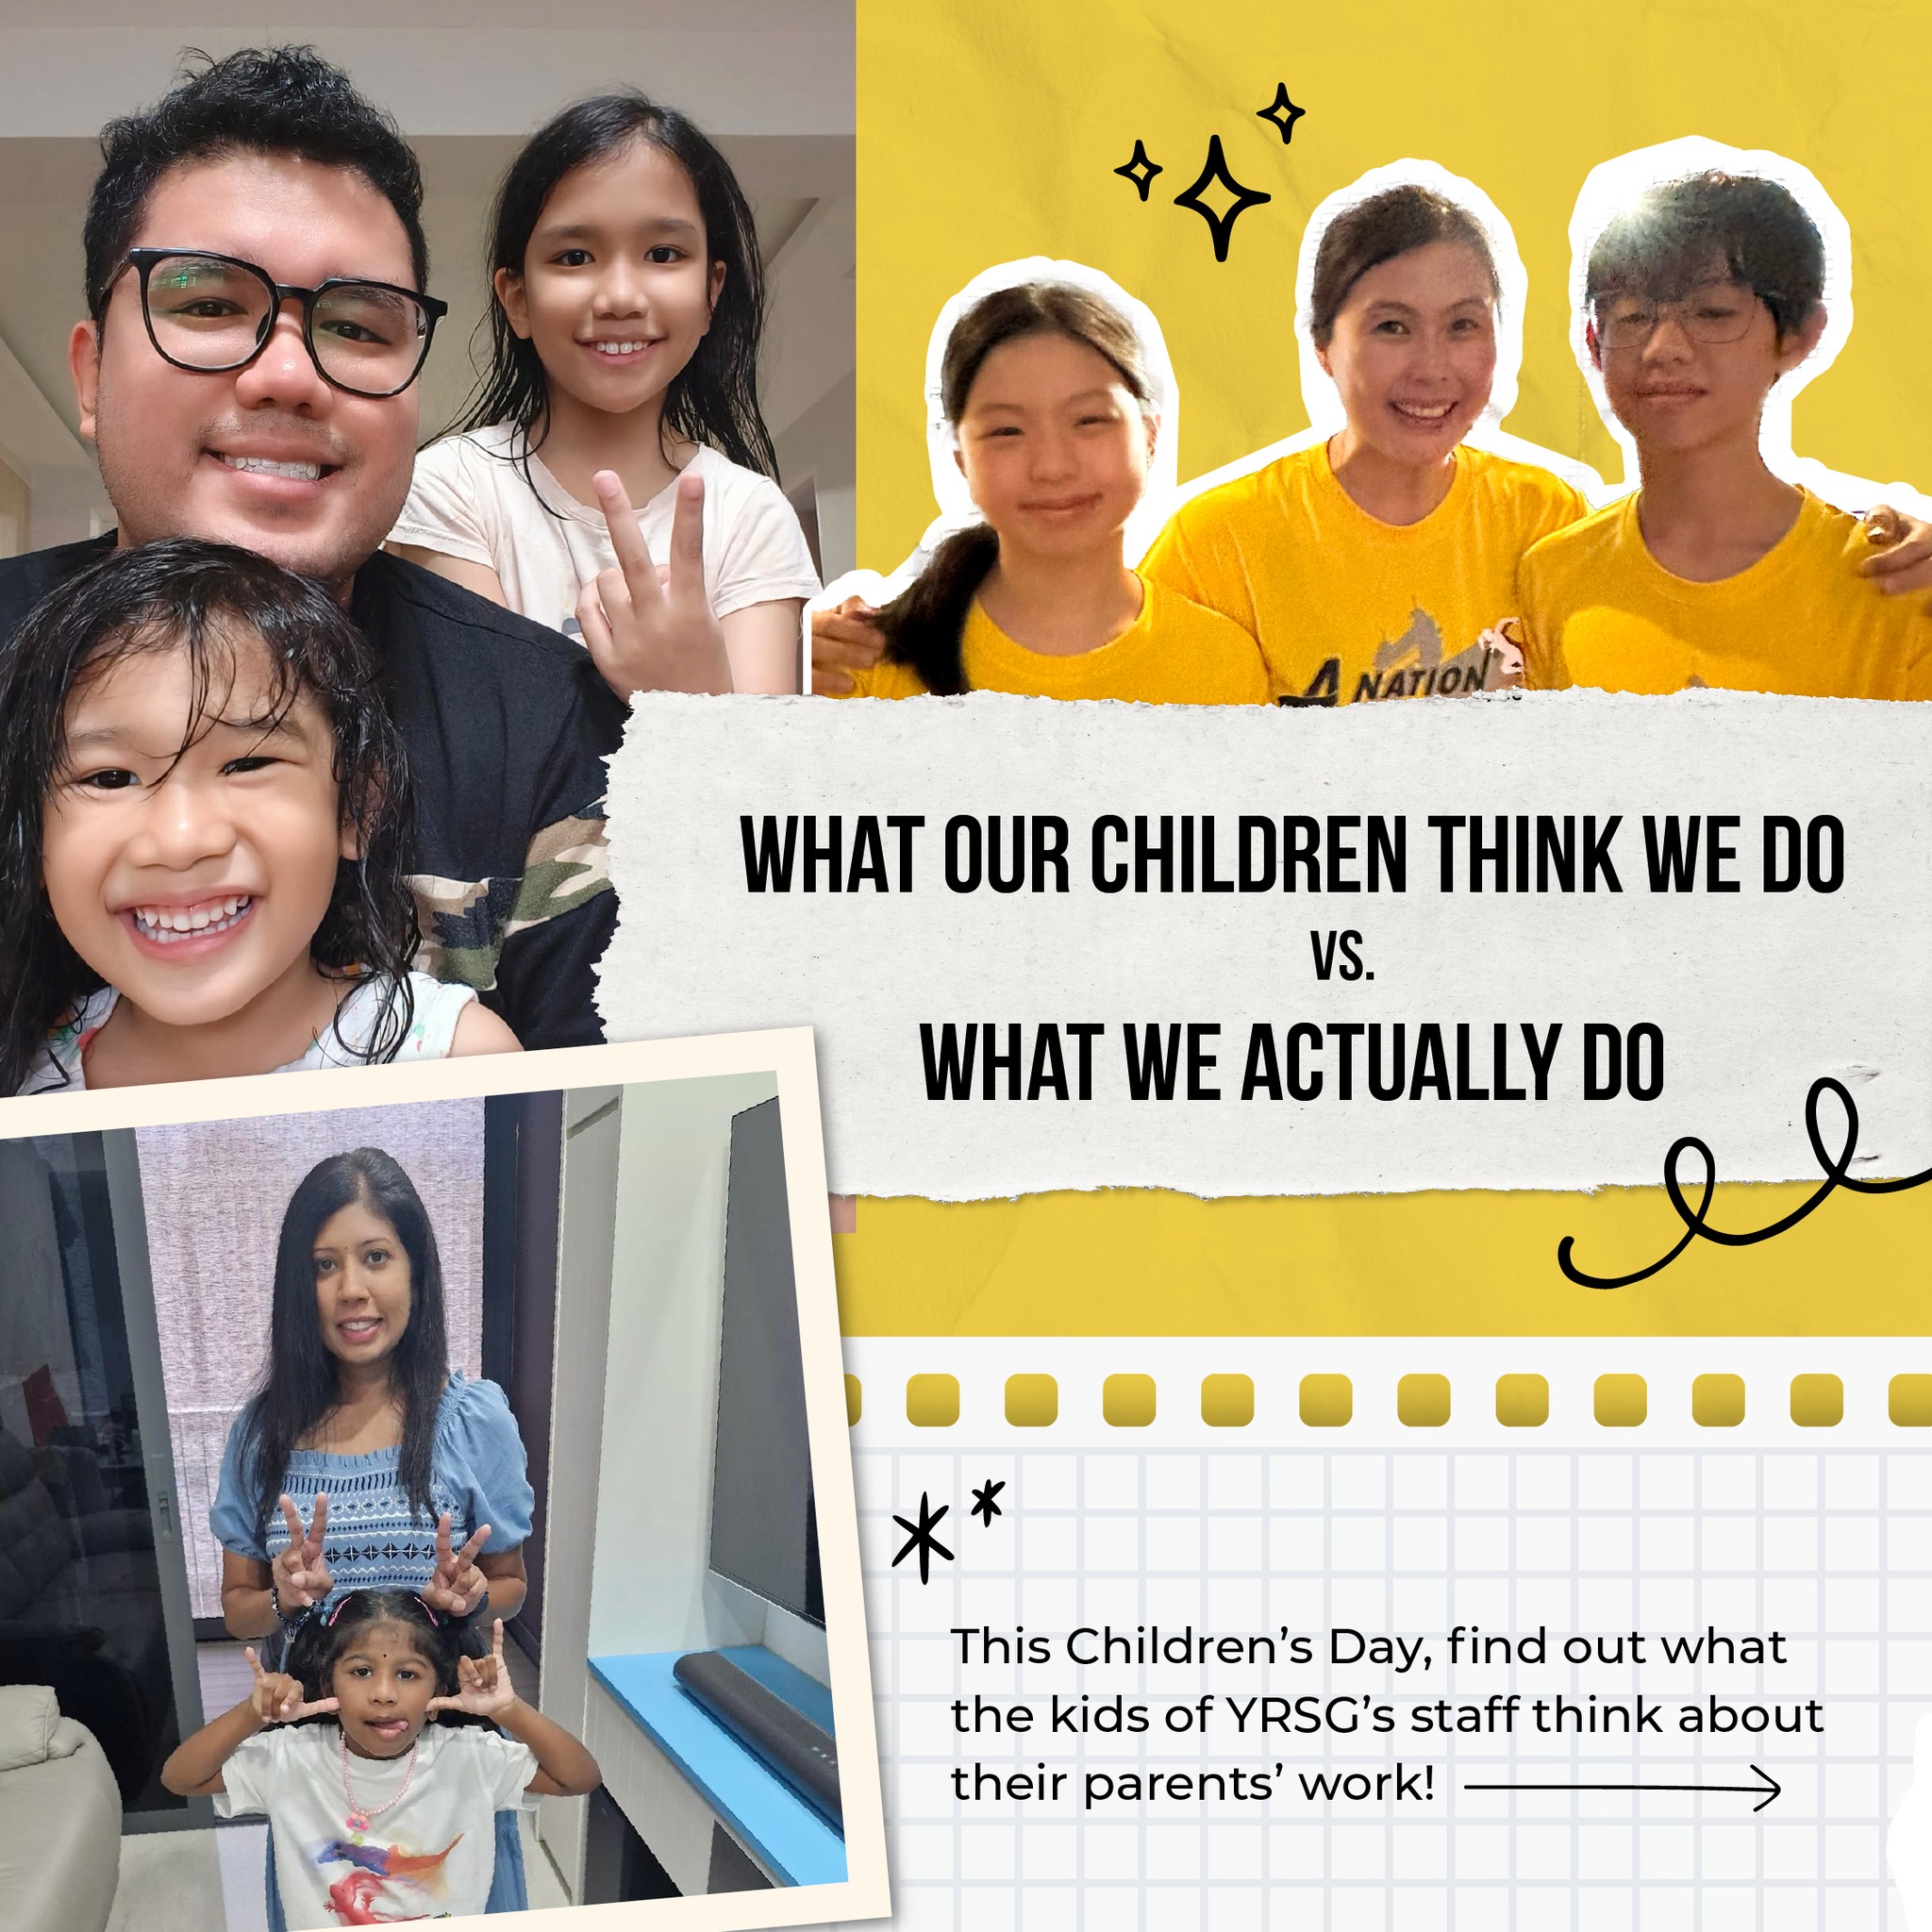 A NATION
WHAT OUR CHILDREN THINK WE DO
VS.
WHAT WE ACTUALLY DO
This Children’s Day, find out what
the kids of YRSG’s staff think about
their parents’ work!